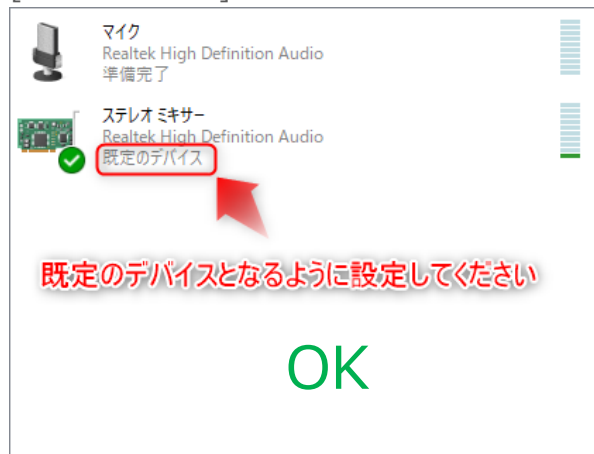 マイク
Realtek High Definition Audio
準備完了
ステレオ ミキサー
Realtek High Definition Audio
既定のデバイス
既定のデバイスとなるように設定してください
OK